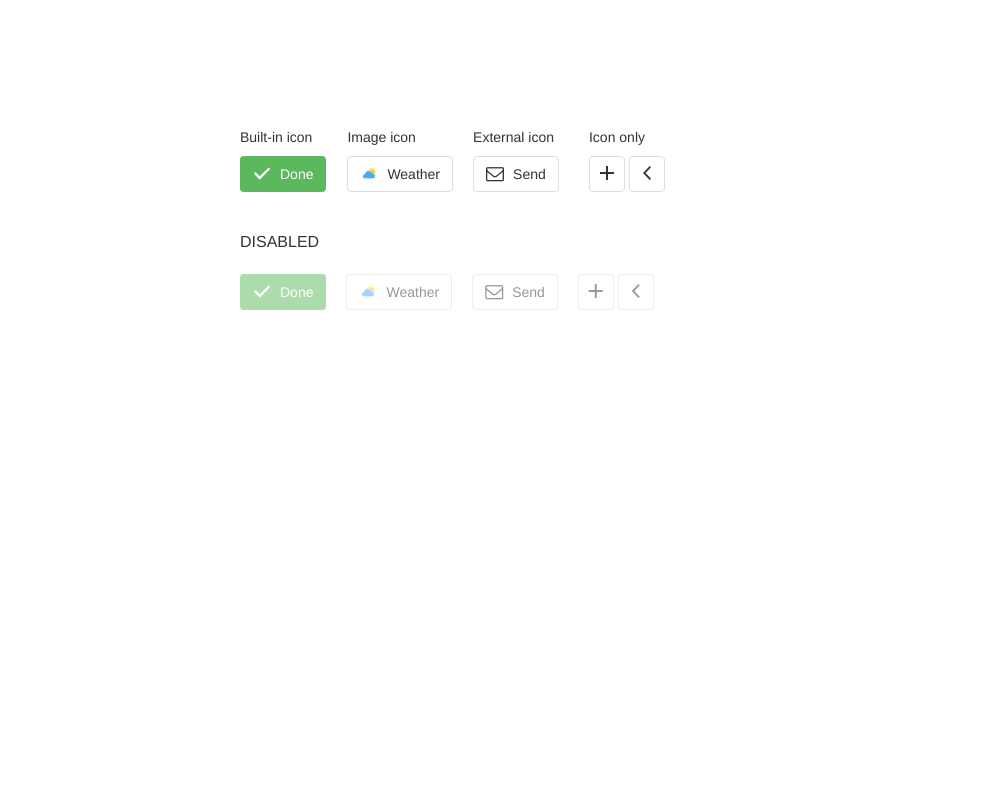 Built-in icon Image icon External icon Icon only
Done Weather Send
DISABLED
Done Weather Send